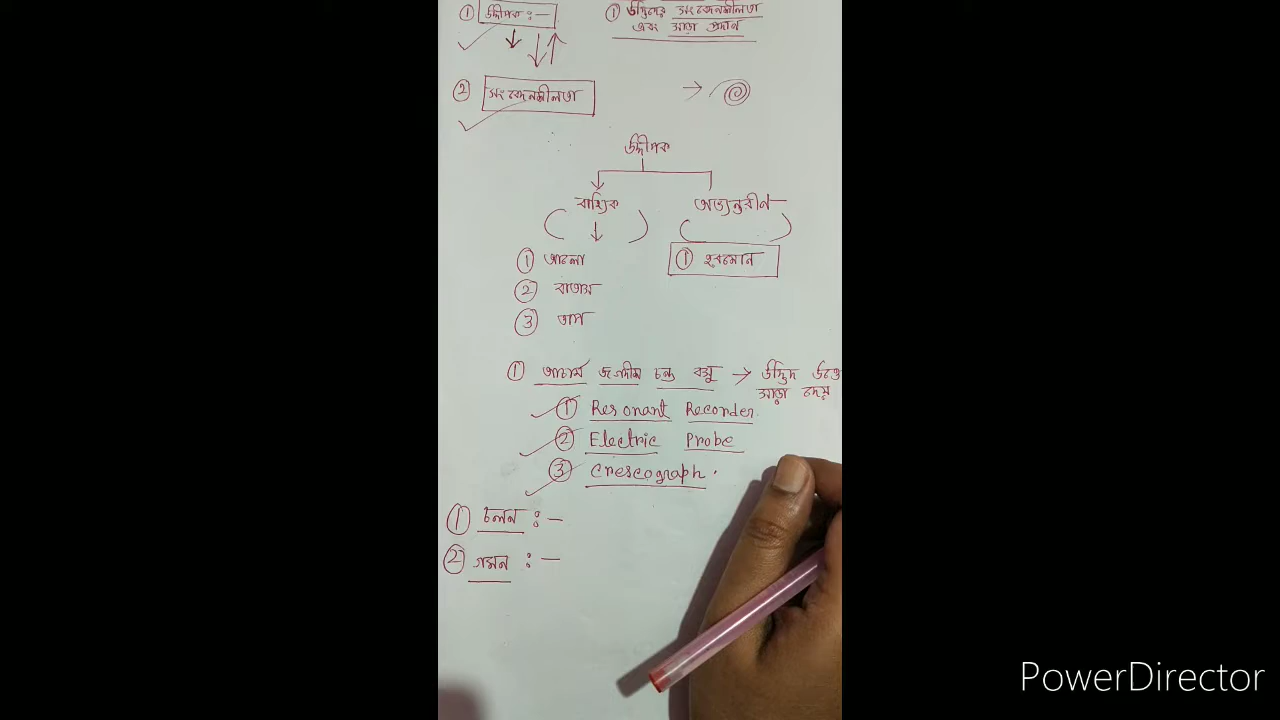 ① উদ্দীপক :—
① উদ্ভিদের সংবেদনশীলতা
এবং সাড়া প্রদান
② সংবেদনশীলতা
উদ্দীপক
বাহ্যিক
অভ্যন্তরীণ
① আলো
① হরমোন
② বাতাস
③ তাপ
① আচার্য জগদীশ চন্দ্র বসু → উদ্ভিদ
সাড়া দেয়
① Resonant Recorder.
② Electric Probe
③ Crescograph.
① চলন :—
② গমন :—
PowerDirector